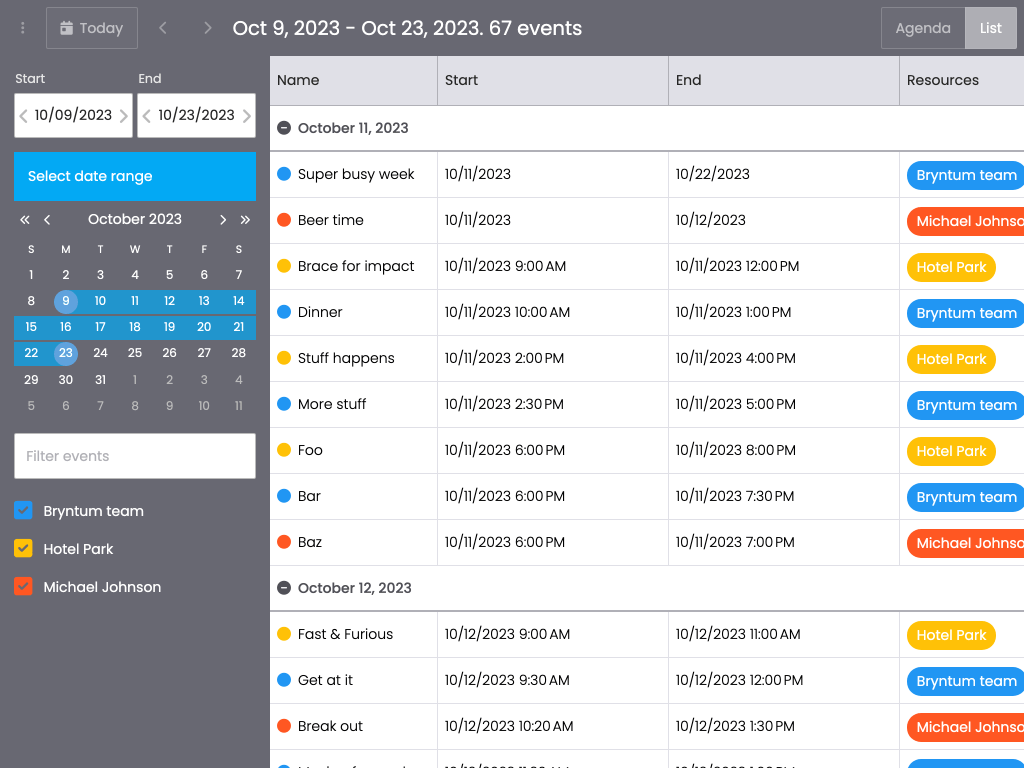 Today
Oct 9, 2023 - Oct 23, 2023. 67 events
Agenda
List
Start
End
10/09/2023
10/23/2023
Select date range
October 2023
S M T W T F S
1 2 3 4 5 6 7
8 9 10 11 12 13 14
15 16 17 18 19 20 21
22 23 24 25 26 27 28
29 30 31 1 2 3 4
5 6 7 8 9 10 11
Filter events
Bryntum team
Hotel Park
Michael Johnson
Name Start End Resources
October 11, 2023
Super busy week 10/11/2023 10/22/2023 Bryntum team
Beer time 10/11/2023 10/12/2023 Michael Johnso
Brace for impact 10/11/2023 9:00 AM 10/11/2023 12:00 PM Hotel Park
Dinner 10/11/2023 10:00 AM 10/11/2023 1:00 PM Bryntum team
Stuff happens 10/11/2023 2:00 PM 10/11/2023 4:00 PM Hotel Park
More stuff 10/11/2023 2:30 PM 10/11/2023 5:00 PM Bryntum team
Foo 10/11/2023 6:00 PM 10/11/2023 8:00 PM Hotel Park
Bar 10/11/2023 6:00 PM 10/11/2023 7:30 PM Bryntum team
Baz 10/11/2023 6:00 PM 10/11/2023 7:00 PM Michael Johnso
October 12, 2023
Fast & Furious 10/12/2023 9:00 AM 10/12/2023 11:00 AM Hotel Park
Get at it 10/12/2023 9:30 AM 10/12/2023 12:00 PM Bryntum team
Break out 10/12/2023 10:20 AM 10/12/2023 1:30 PM Michael Johnso